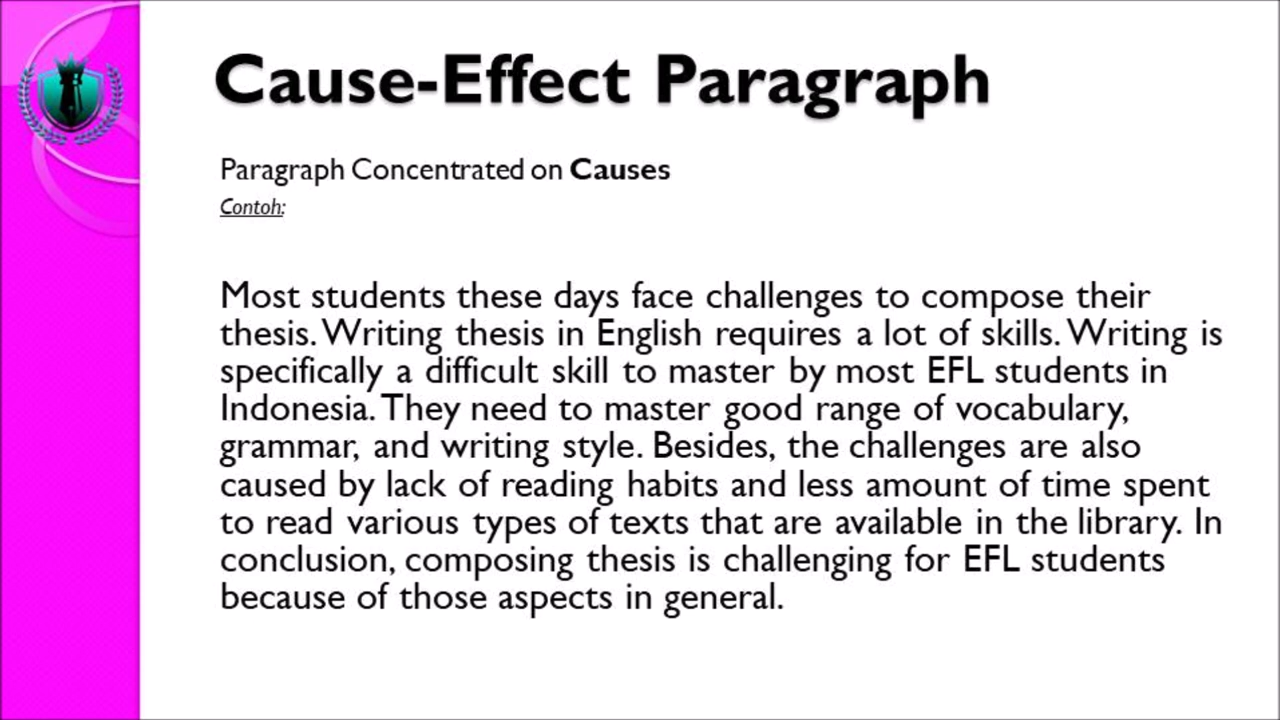 Cause-Effect Paragraph
Paragraph Concentrated on Causes
Contoh:
Most students these days face challenges to compose their
thesis. Writing thesis in English requires a lot of skills. Writing is
specifically a difficult skill to master by most EFL students in
Indonesia. They need to master good range of vocabulary,
grammar, and writing style. Besides, the challenges are also
caused by lack of reading habits and less amount of time spent
to read various types of texts that are available in the library. In
conclusion, composing thesis is challenging for EFL students
because of those aspects in general.